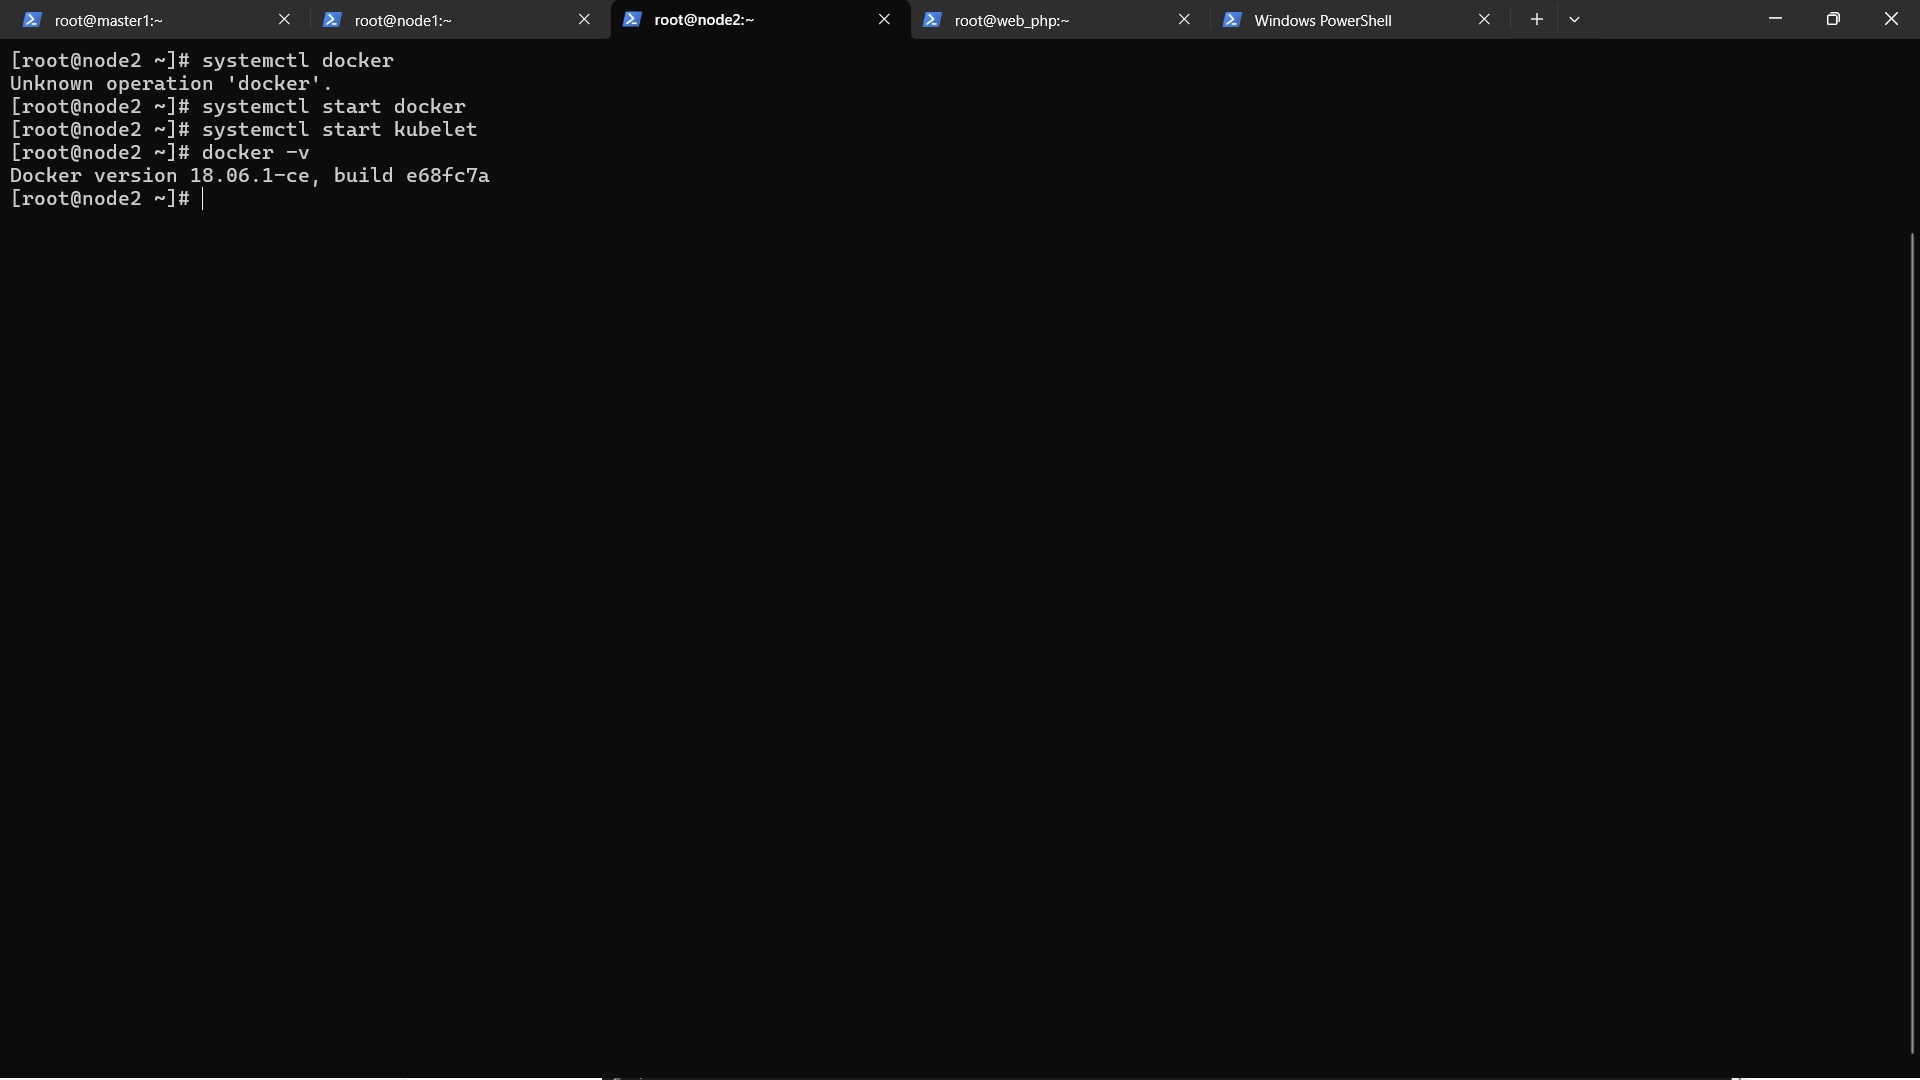 root@master1:~
root@node1:~
root@node2:~
root@web_php:~
Windows PowerShell
[root@node2 ~]# systemctl docker
Unknown operation 'docker'.
[root@node2 ~]# systemctl start docker
[root@node2 ~]# systemctl start kubelet
[root@node2 ~]# docker -v
Docker version 18.06.1-ce, build e68fc7a
[root@node2 ~]#